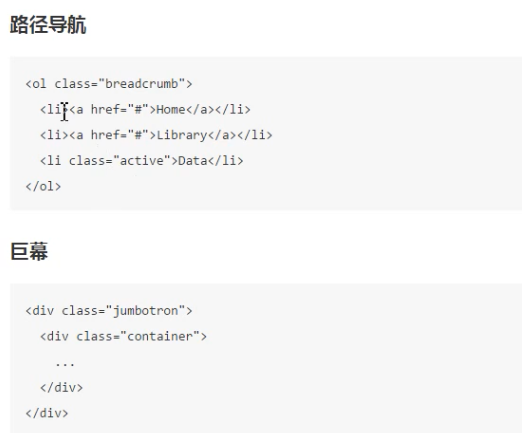 路径导航
<ol class="breadcrumb">
<li><a href="#">Home</a></li>
<li><a href="#">Library</a></li>
<li class="active">Data</li>
</ol>
巨幕
<div class="jumbotron">
<div class="container">
...
</div>
</div>